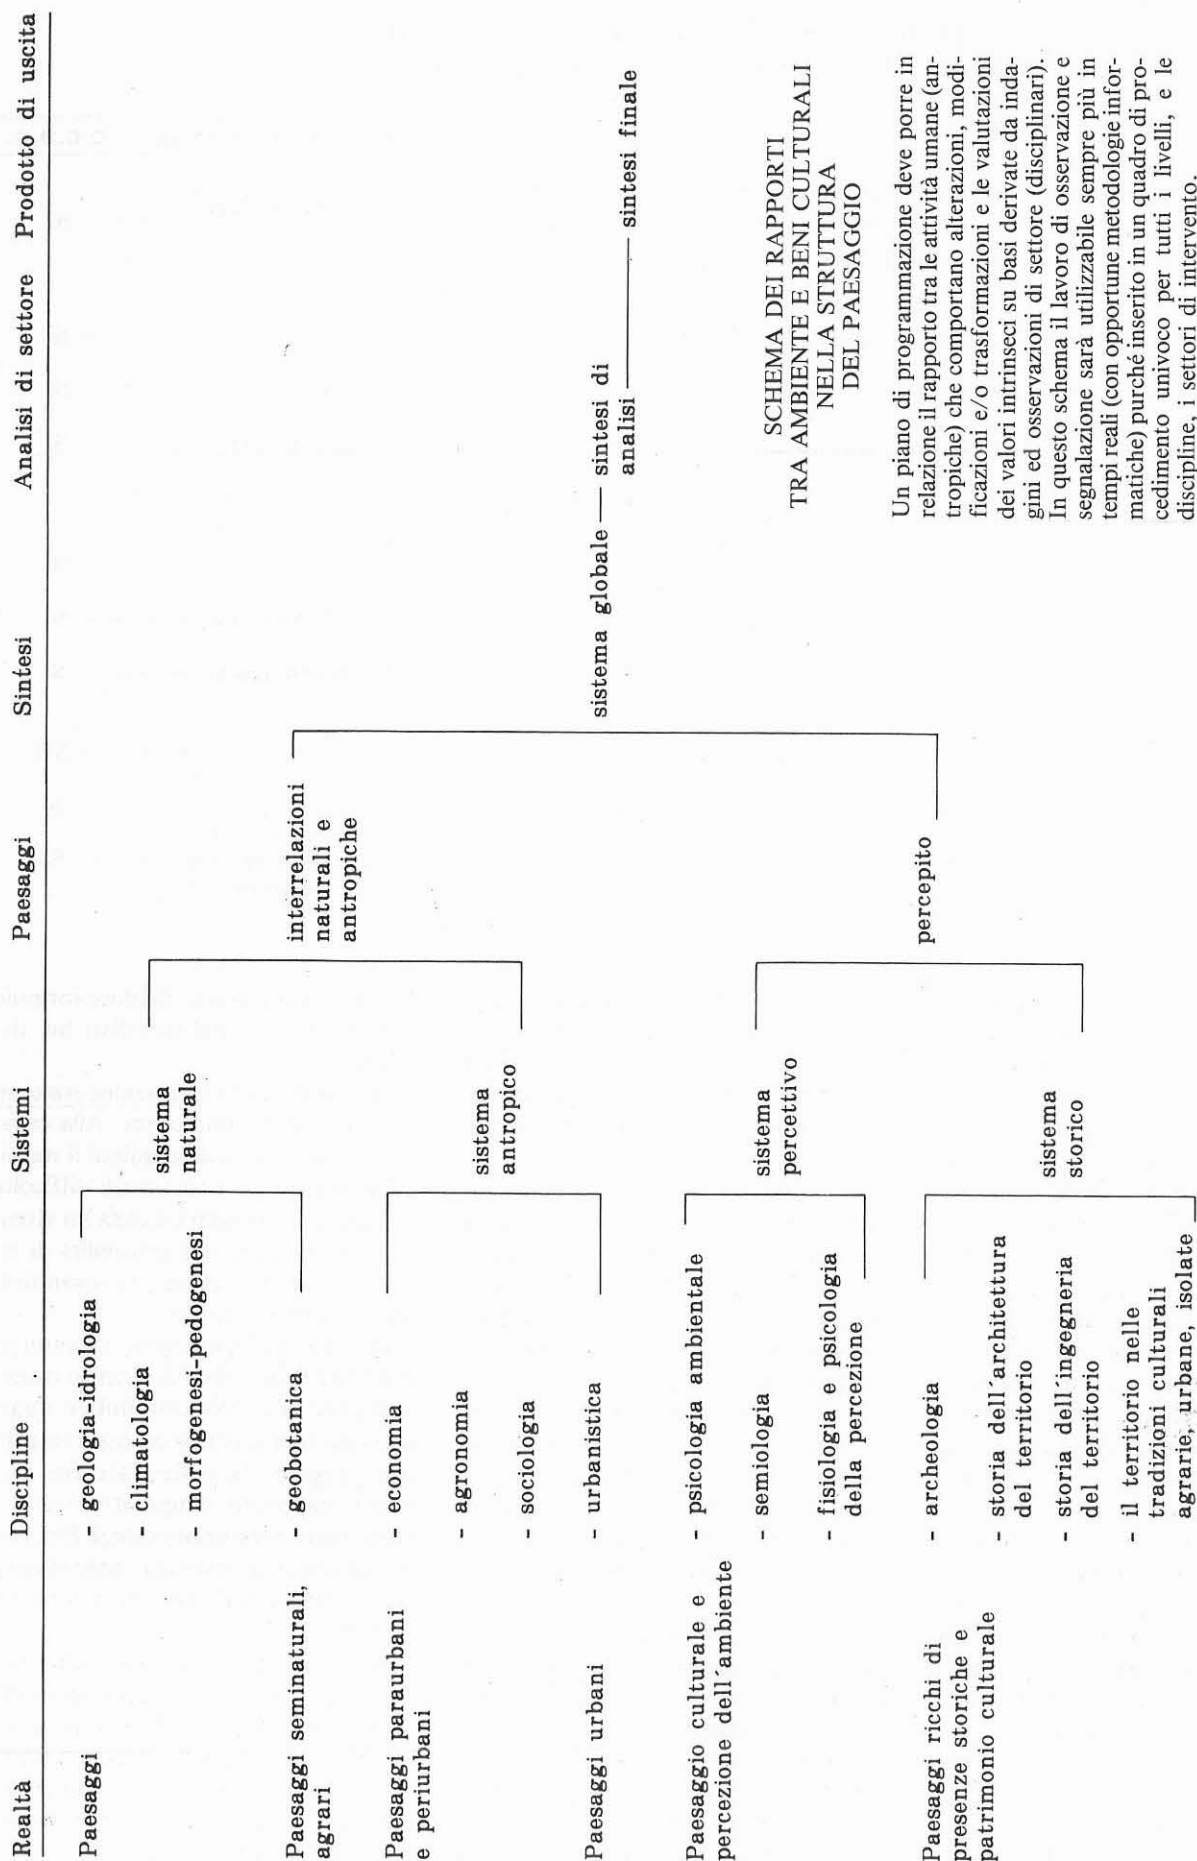 Realtà Discipline Sistemi Paesaggi Sintesi Analisi di settore Prodotto di uscita
Paesaggi
- geologia-idrologia
- climatologia
- morfogenesi-pedogenesi
Paesaggi seminaturali,
agrari
- geobotanica
sistema
naturale
Paesaggi paraurbani
e periurbani
- economia
- agronomia
- sociologia
Paesaggi urbani
- urbanistica
sistema
antropico
interrelazioni
naturali e
antropiche
Paesaggio culturale e
percezione dell'ambiente
- psicologia ambientale
- semiologia
- fisiologia e psicologia
della percezione
sistema
percettivo
Paesaggi ricchi di
presenze storiche e
patrimonio culturale
- archeologia
- storia dell'architettura
del territorio
- storia dell'ingegneria
del territorio
- il territorio nelle
tradizioni culturali
agrarie, urbane, isolate
sistema
storico
percepito
sistema globale — sintesi di
analisi — sintesi finale
SCHEMA DEI RAPPORTI
TRA AMBIENTE E BENI CULTURALI
NELLA STRUTTURA
DEL PAESAGGIO
Un piano di programmazione deve porre in
relazione il rapporto tra le attività umane (an-
tropiche) che comportano alterazioni, modi-
ficazioni e/o trasformazioni e le valutazioni
dei valori intrinseci su basi derivate da inda-
gini ed osservazioni di settore (disciplinari).
In questo schema il lavoro di osservazione e
segnalazione sarà utilizzabile sempre più in
tempi reali (con opportune metodologie infor-
matiche) purché inserito in un quadro di pro-
cedimento univoco per tutti i livelli, e le
discipline, i settori di intervento.